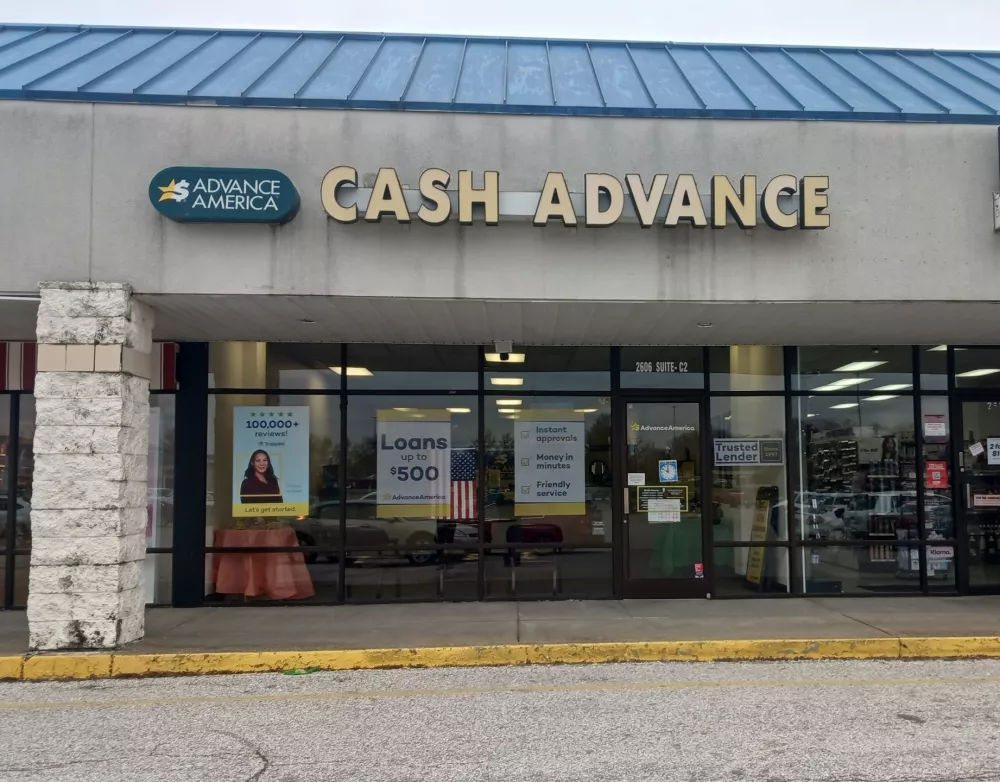 ADVANCE
AMERICA
CASH ADVANCE
2606 SUITE-C2
100,000+
reviews!
Let's get started.
Loans
up to
$500
AdvanceAmerica
Instant
approvals
Money in
minutes
Friendly
service
AdvanceAmerica
Trusted
Lender
Klarna